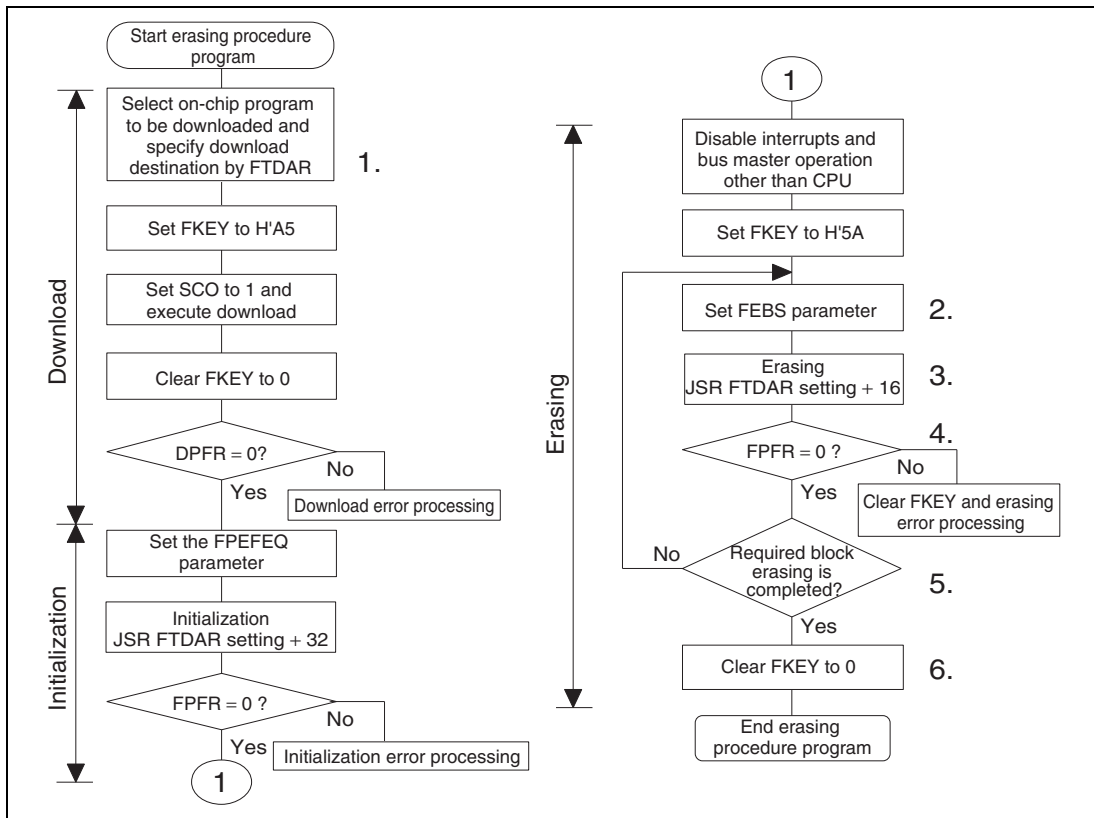 Start erasing procedure
program
Select on-chip program
to be downloaded and
specify download
destination by FTDAR
1.
Set FKEY to H'A5
Set SCO to 1 and
execute download
Clear FKEY to 0
DPFR = 0?
No
Yes
Download error processing
Download
Set the FPEFEQ
parameter
Initialization
JSR FTDAR setting + 32
FPFR = 0 ?
No
Yes
Initialization error processing
Initialization
1
1
Disable interrupts and
bus master operation
other than CPU
Set FKEY to H'5A
Set FEBS parameter
2.
Erasing
JSR FTDAR setting + 16
3.
4.
FPFR = 0 ?
No
Yes
Clear FKEY and erasing
error processing
Erasing
No
Required block
erasing is
completed?
5.
Yes
Clear FKEY to 0
6.
End erasing
procedure program